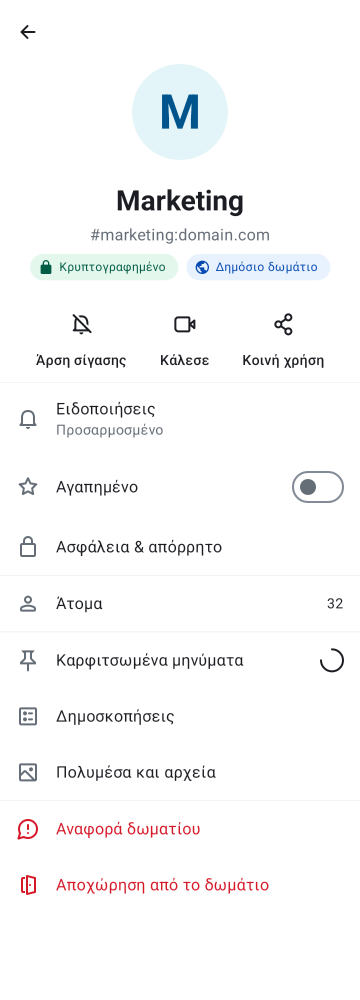 M
Marketing
#marketing:domain.com
Κρυπτογραφημένο
Δημόσιο δωμάτιο
Άρση σίγασης
Κάλεσε
Κοινή χρήση
Ειδοποιήσεις
Προσαρμοσμένο
Αγαπημένο
Ασφάλεια & απόρρητο
Άτομα 32
Καρφιτσωμένα μηνύματα
Δημοσκοπήσεις
Πολυμέσα και αρχεία
Αναφορά δωματίου
Αποχώρηση από το δωμάτιο